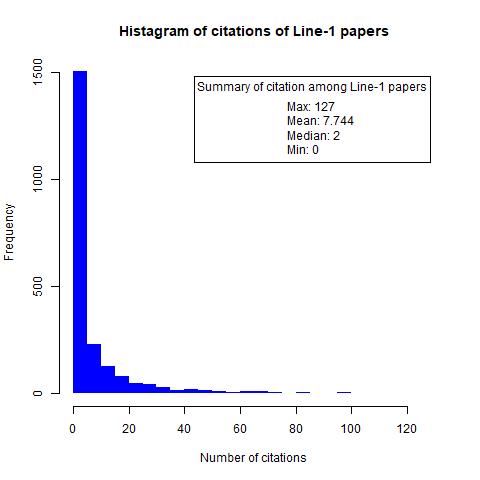 Histagram of citations of Line-1 papers
Summary of citation among Line-1 papers
Max: 127
Mean: 7.744
Median: 2
Min: 0
1500
1000
500
0
Frequency
0 20 40 60 80 100 120
Number of citations